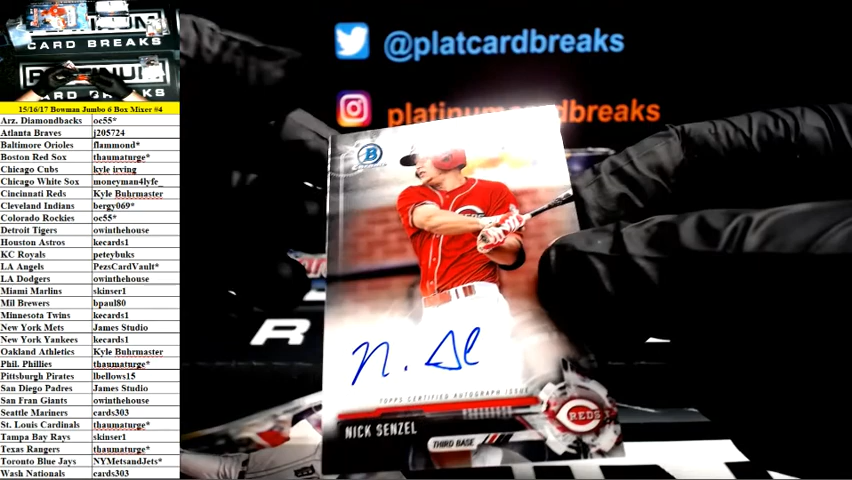 CARD BREAKS
15/16/17 Bowman Jumbo 6 Box Mixer #4
Arz. Diamondbacks oc55*
Atlanta Braves j205724
Baltimore Orioles flammond*
Boston Red Sox thaumaturge*
Chicago Cubs kyle irving
Chicago White Sox moneyman4lyfe_
Cincinnati Reds Kyle Buhrmaster
Cleveland Indians bergy069*
Colorado Rockies oc55*
Detroit Tigers owinthehouse
Houston Astros kecards1
KC Royals peteybuks
LA Angels PezsCardVault*
LA Dodgers owinthehouse
Miami Marlins skinser1
Mil Brewers bpaul80
Minnesota Twins kecards1
New York Mets James Studio
New York Yankees kecards1
Oakland Athletics Kyle Buhrmaster
Phil. Phillies thaumaturge*
Pittsburgh Pirates lbellows15
San Diego Padres James Studio
San Fran Giants owinthehouse
Seattle Mariners cards303
St. Louis Cardinals thaumaturge*
Tampa Bay Rays skinser1
Texas Rangers thaumaturge*
Toronto Blue Jays NYMetsandJets*
Wash Nationals cards303
@platcardbreaks
platinumcardbreaks
B
TOPPS CERTIFIED AUTOGRAPH ISSUE
REDS
NICK SENZEL
THIRD BASE